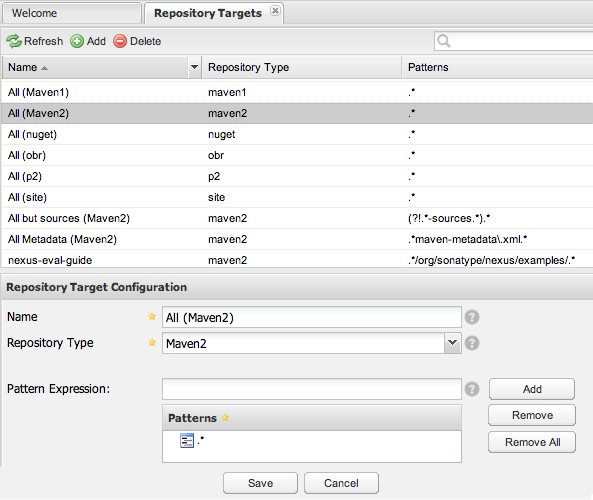 Welcome Repository Targets
Refresh Add Delete
Name Repository Type Patterns
All (Maven1) maven1 .*
All (Maven2) maven2 .*
All (nuget) nuget .*
All (obr) obr .*
All (p2) p2 .*
All (site) site .*
All but sources (Maven2) maven2 (?!.*-sources.*).*
All Metadata (Maven2) maven2 .*maven-metadata\.xml.*
nexus-eval-guide maven2 .*/org/sonatype/nexus/examples/.*
Repository Target Configuration
Name All (Maven2) ?
Repository Type Maven2 ?
Pattern Expression: ? Add
Patterns Remove
.* Remove All
Save Cancel